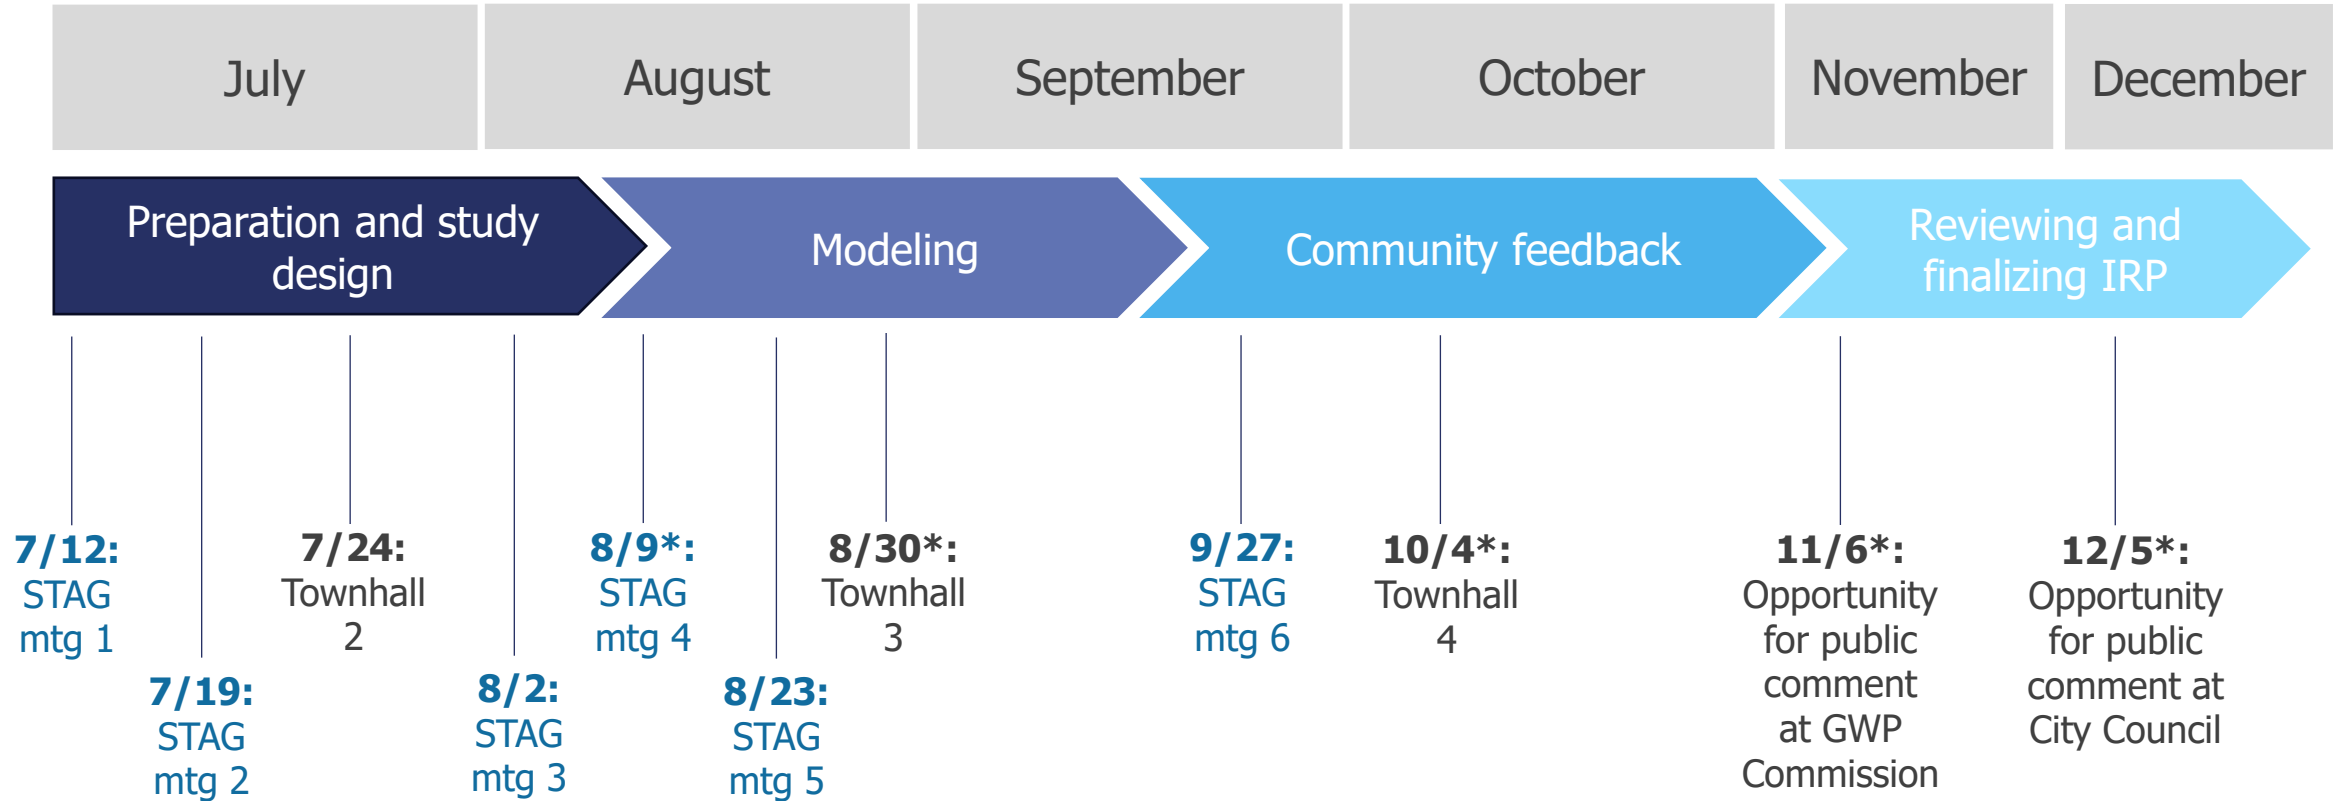 July
August
September
October
November
December
Preparation and study
design
Modeling
Community feedback
Reviewing and
finalizing IRP
7/12:
STAG
mtg 1
7/19:
STAG
mtg 2
7/24:
Townhall
2
8/2:
STAG
mtg 3
8/9*:
STAG
mtg 4
8/23:
STAG
mtg 5
8/30*:
Townhall
3
9/27:
STAG
mtg 6
10/4*:
Townhall
4
11/6*:
Opportunity
for public
comment
at GWP
Commission
12/5*:
Opportunity
for public
comment at
City Council